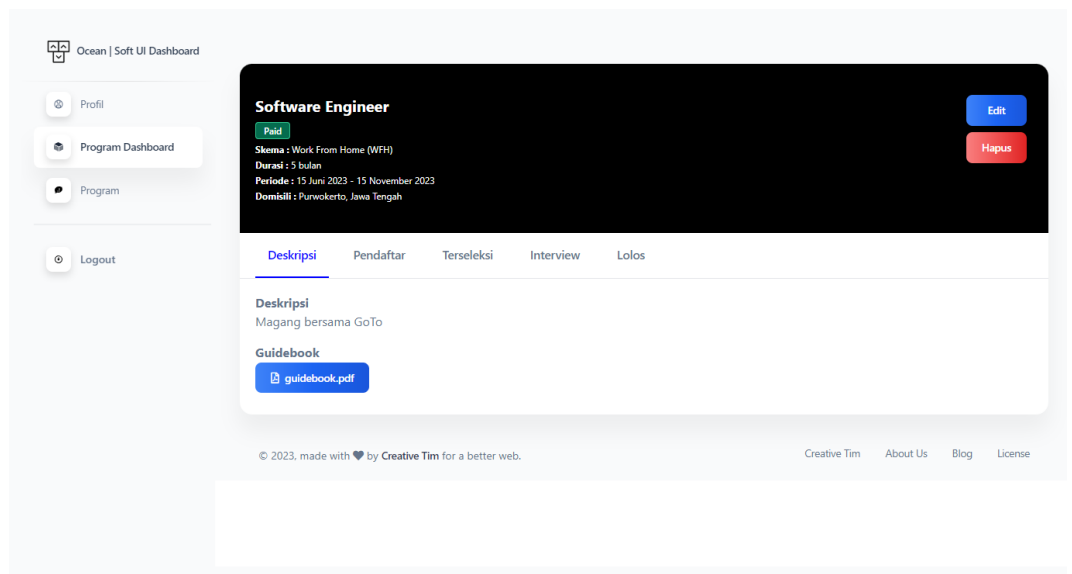 Ocean | Soft UI Dashboard
Profil
Program Dashboard
Program
Logout
Software Engineer
Paid
Skema : Work From Home (WFH)
Durasi : 5 bulan
Periode : 15 Juni 2023 - 15 November 2023
Domisili : Purwokerto, Jawa Tengah
Edit
Hapus
Deskripsi Pendaftar Terseleksi Interview Lolos
Deskripsi
Magang bersama GoTo
Guidebook
guidebook.pdf
© 2023, made with ♥ by Creative Tim for a better web.
Creative Tim About Us Blog License